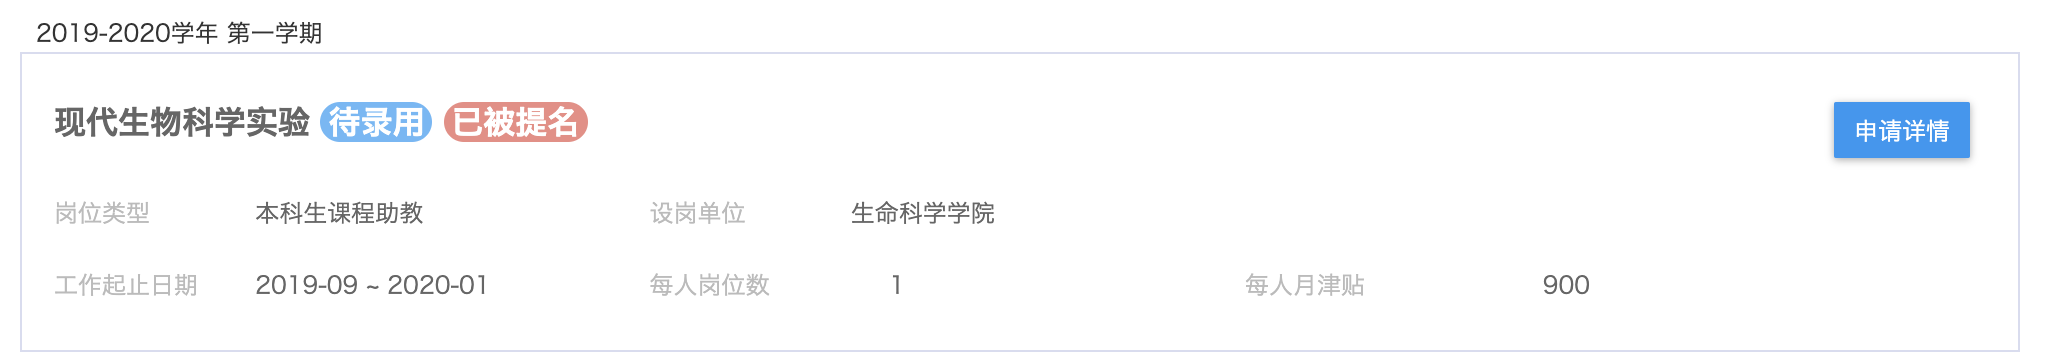 2019-2020学年 第一学期
现代生物科学实验 待录用 已被提名 申请详情
岗位类型 本科生课程助教 设岗单位 生命科学学院
工作起止日期 2019-09 ~ 2020-01 每人岗位数 1 每人月津贴 900